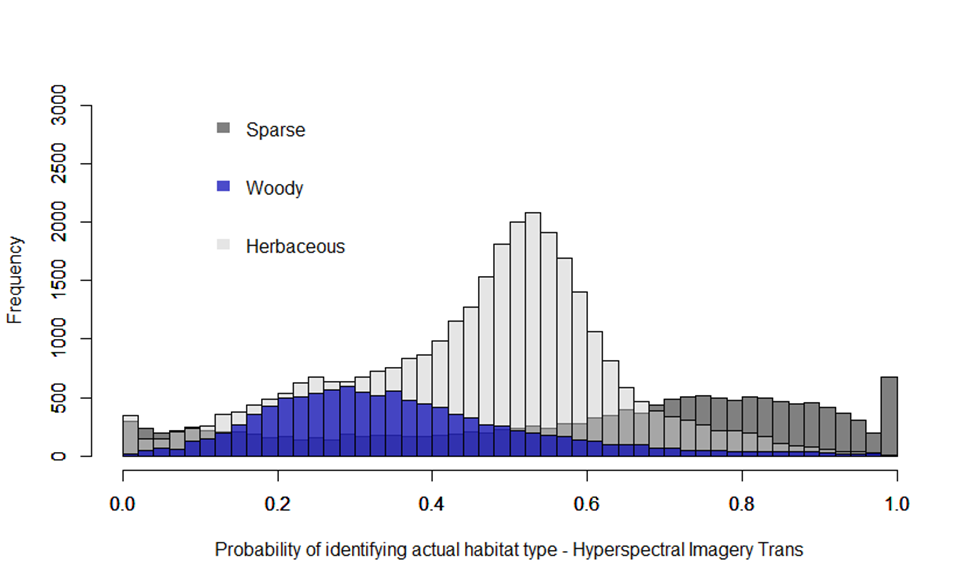 3000
2500
2000
1500
1000
500
0
Frequency
Sparse
Woody
Herbaceous
0.0 0.2 0.4 0.6 0.8 1.0
Probability of identifying actual habitat type - Hyperspectral Imagery Trans